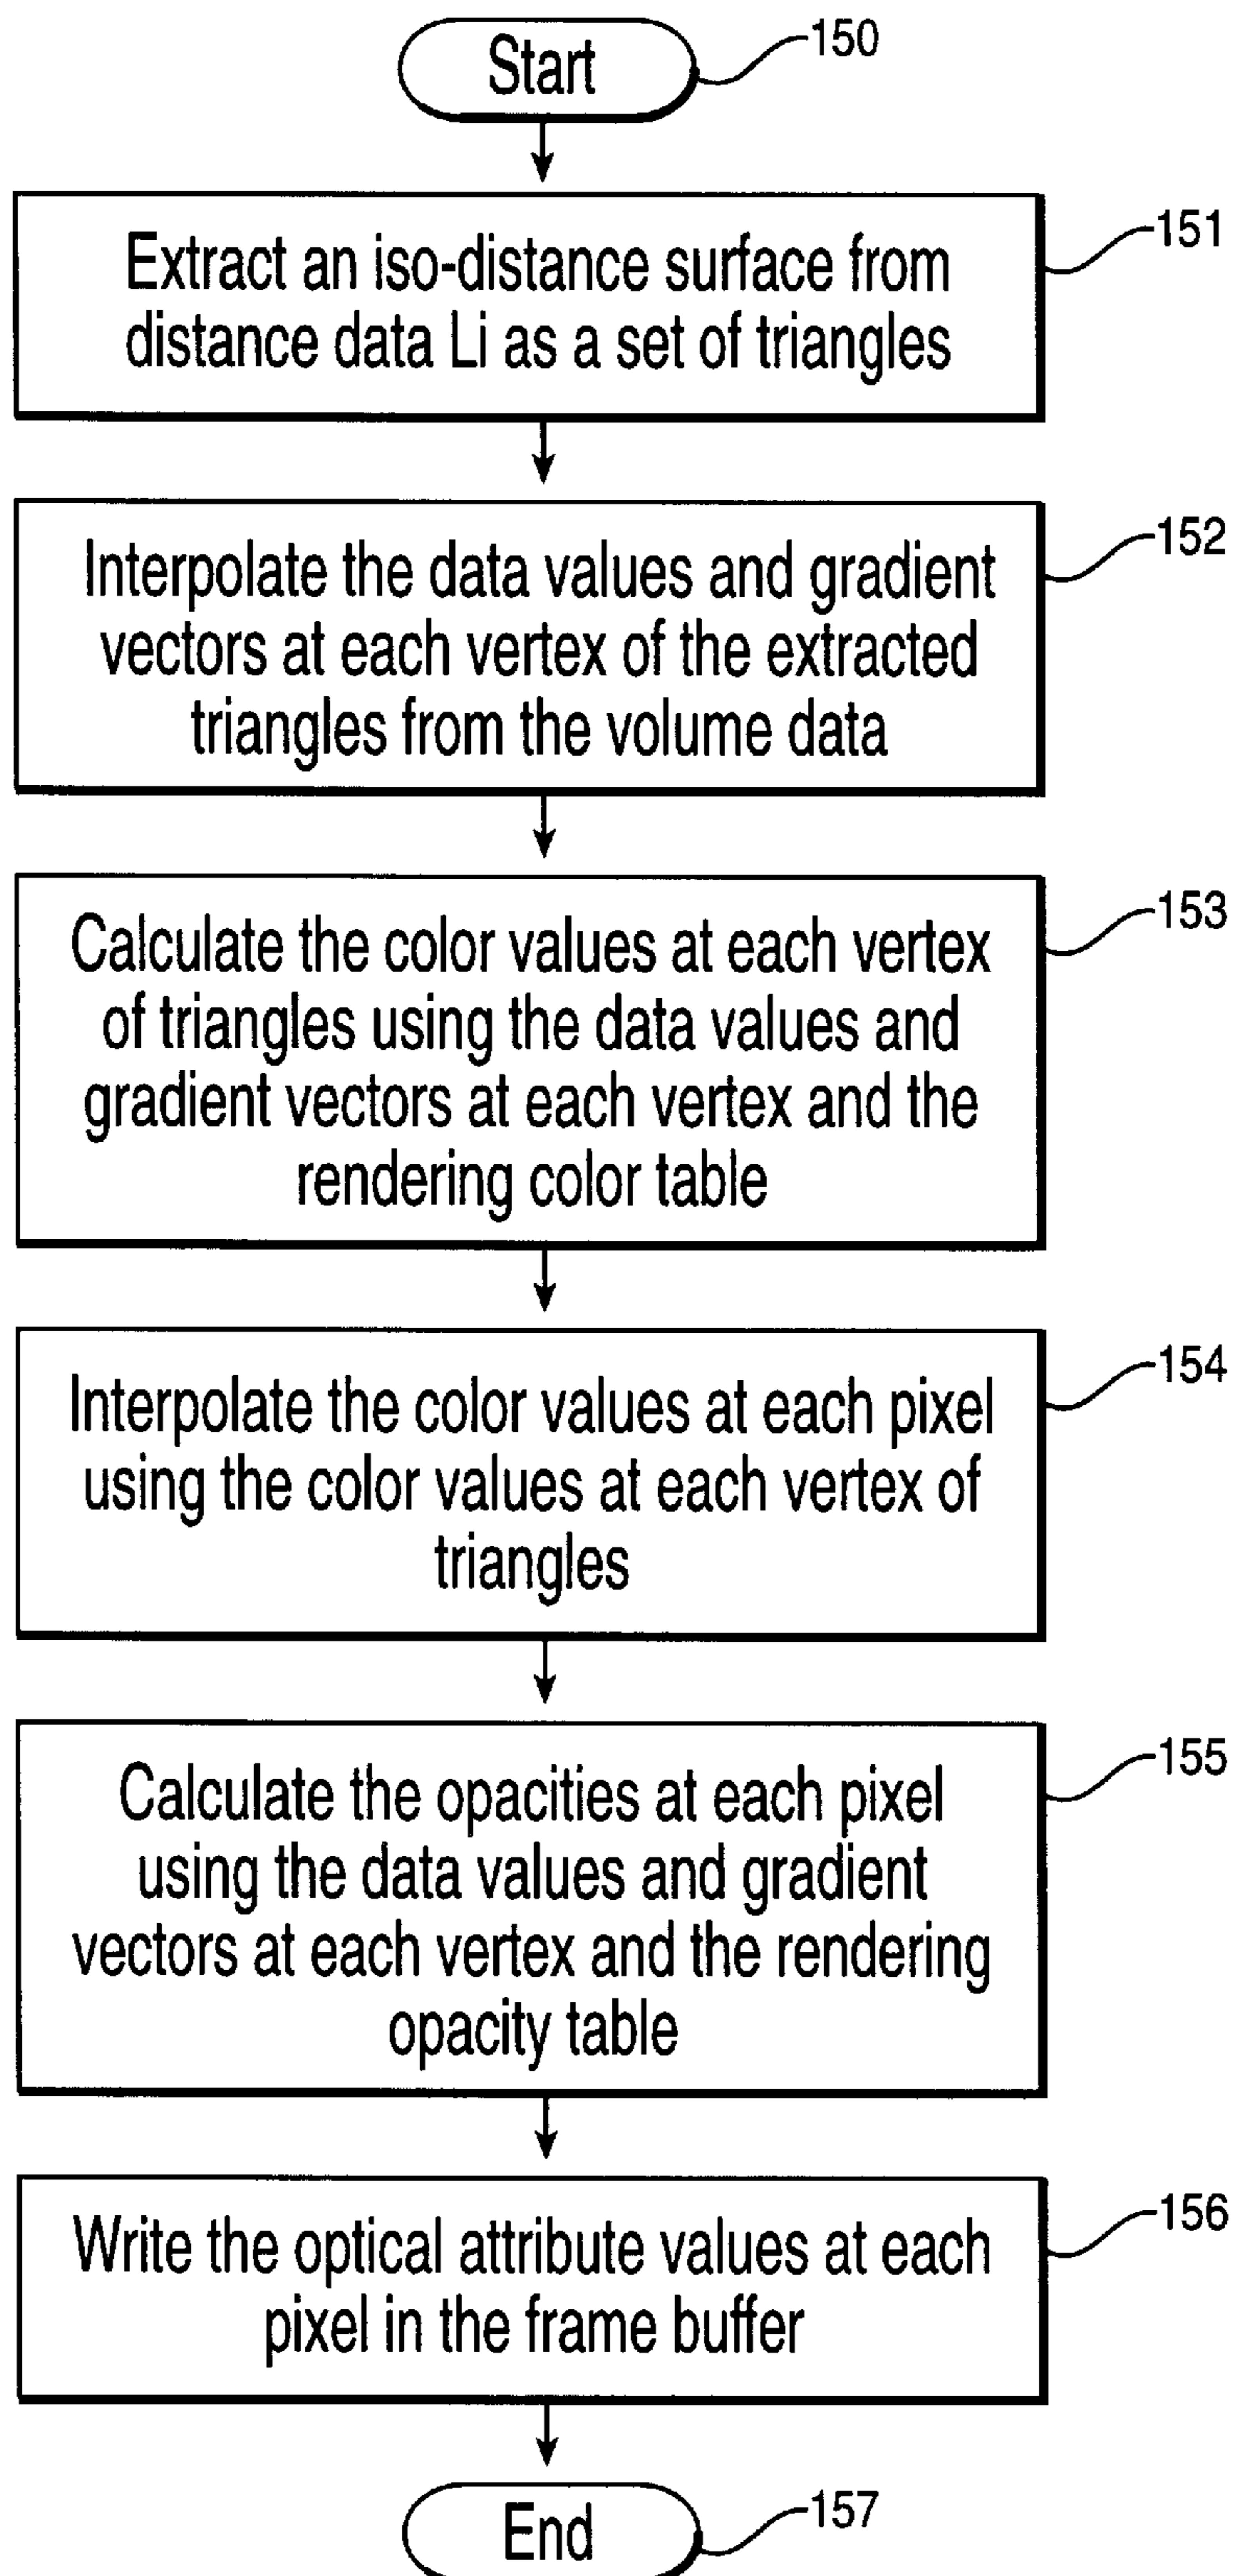 Start
150
Extract an iso-distance surface from
distance data Li as a set of triangles
151
Interpolate the data values and gradient
vectors at each vertex of the extracted
triangles from the volume data
152
Calculate the color values at each vertex
of triangles using the data values and
gradient vectors at each vertex and the
rendering color table
153
Interpolate the color values at each pixel
using the color values at each vertex of
triangles
154
Calculate the opacities at each pixel
using the data values and gradient
vectors at each vertex and the rendering
opacity table
155
Write the optical attribute values at each
pixel in the frame buffer
156
End
157